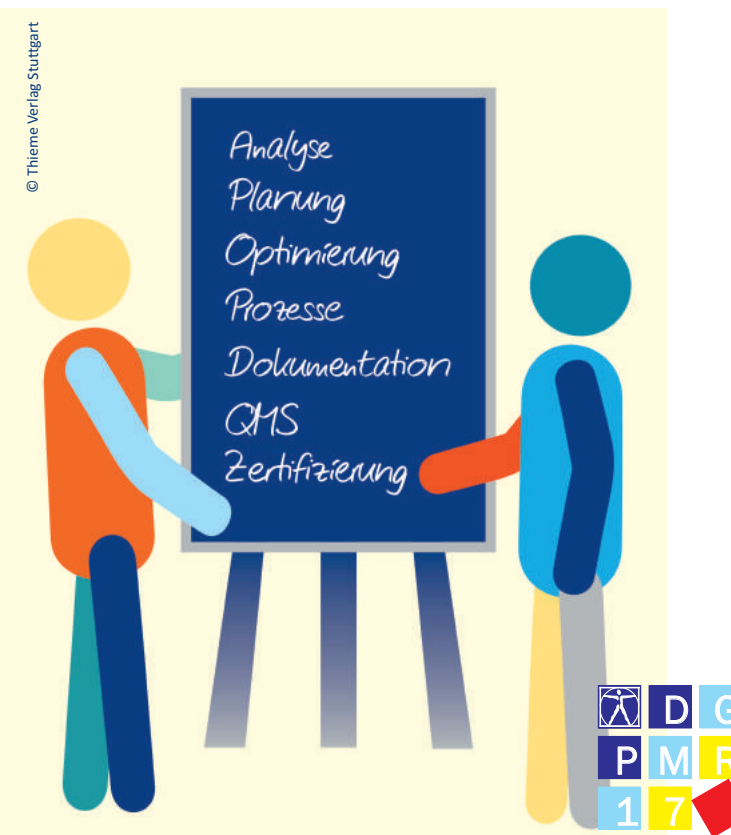 © Thieme Verlag Stuttgart
Analyse
Planung
Optimierung
Prozesse
Dokumentation
QMS
Zertifizierung
D G
P M R
1 7